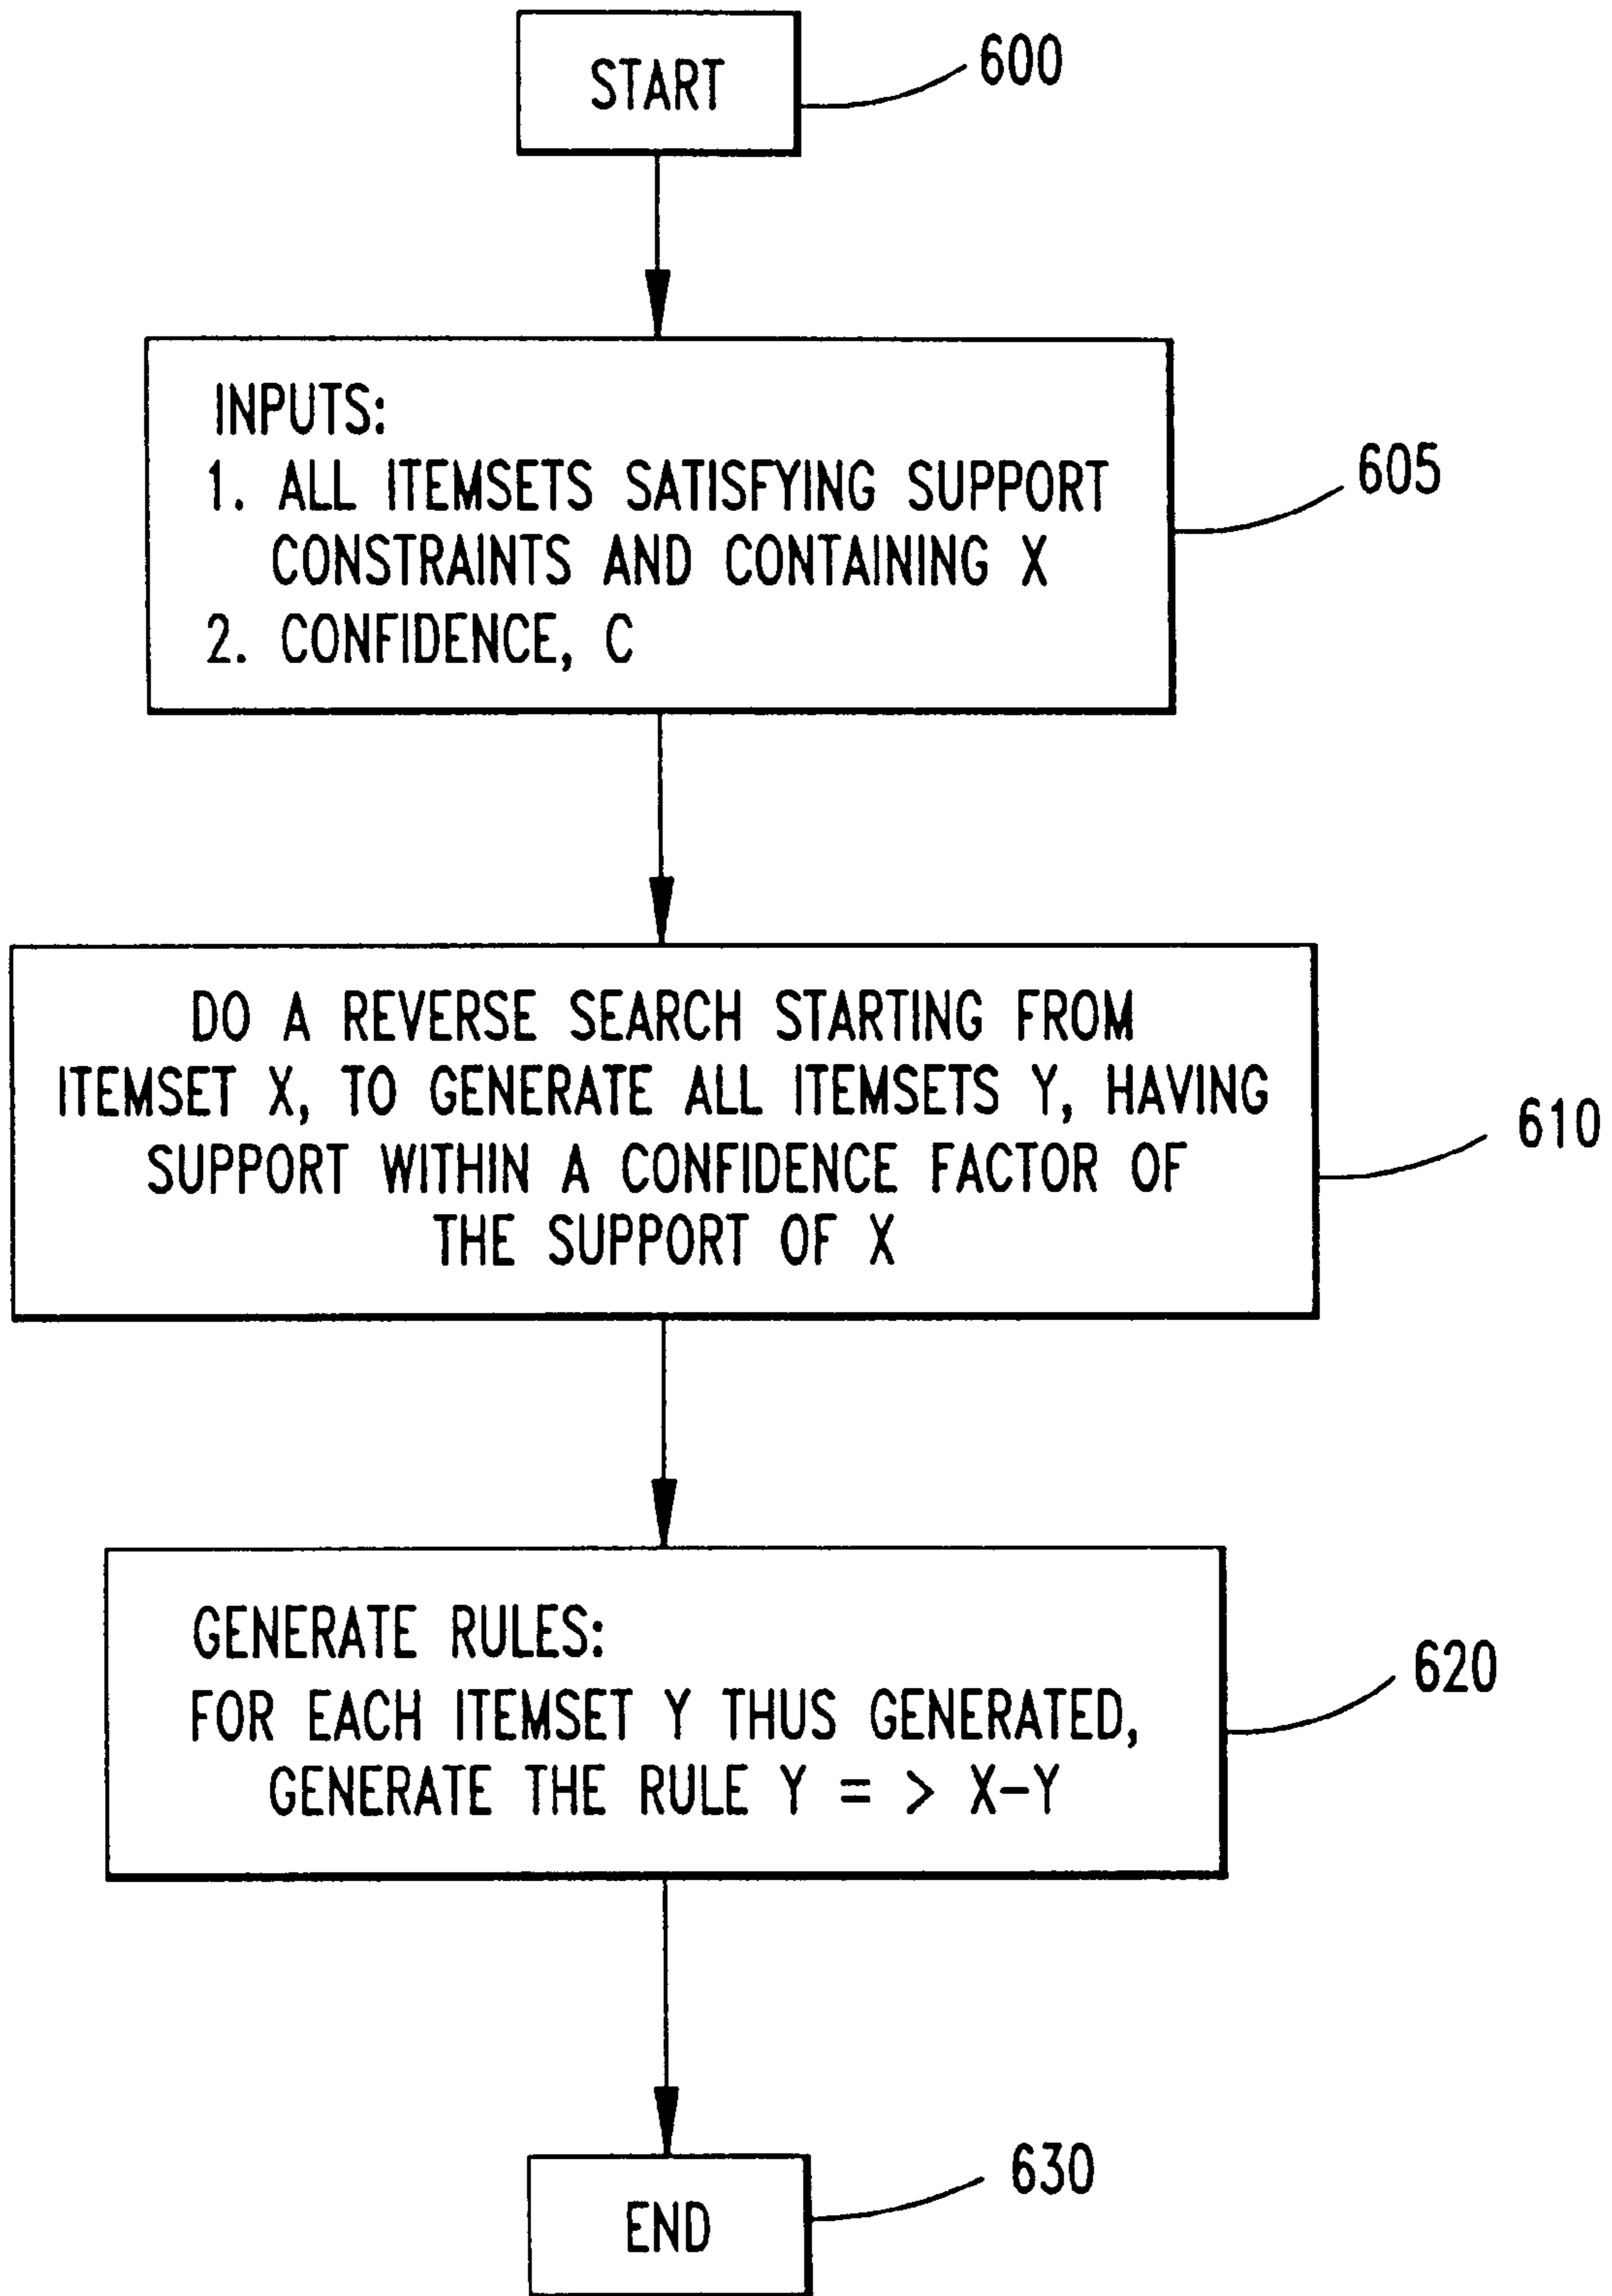 START
600
INPUTS:
1. ALL ITEMSETS SATISFYING SUPPORT
CONSTRAINTS AND CONTAINING X
2. CONFIDENCE, C
605
DO A REVERSE SEARCH STARTING FROM
ITEMSET X, TO GENERATE ALL ITEMSETS Y, HAVING
SUPPORT WITHIN A CONFIDENCE FACTOR OF
THE SUPPORT OF X
610
GENERATE RULES:
FOR EACH ITEMSET Y THUS GENERATED,
GENERATE THE RULE Y = > X-Y
620
END
630